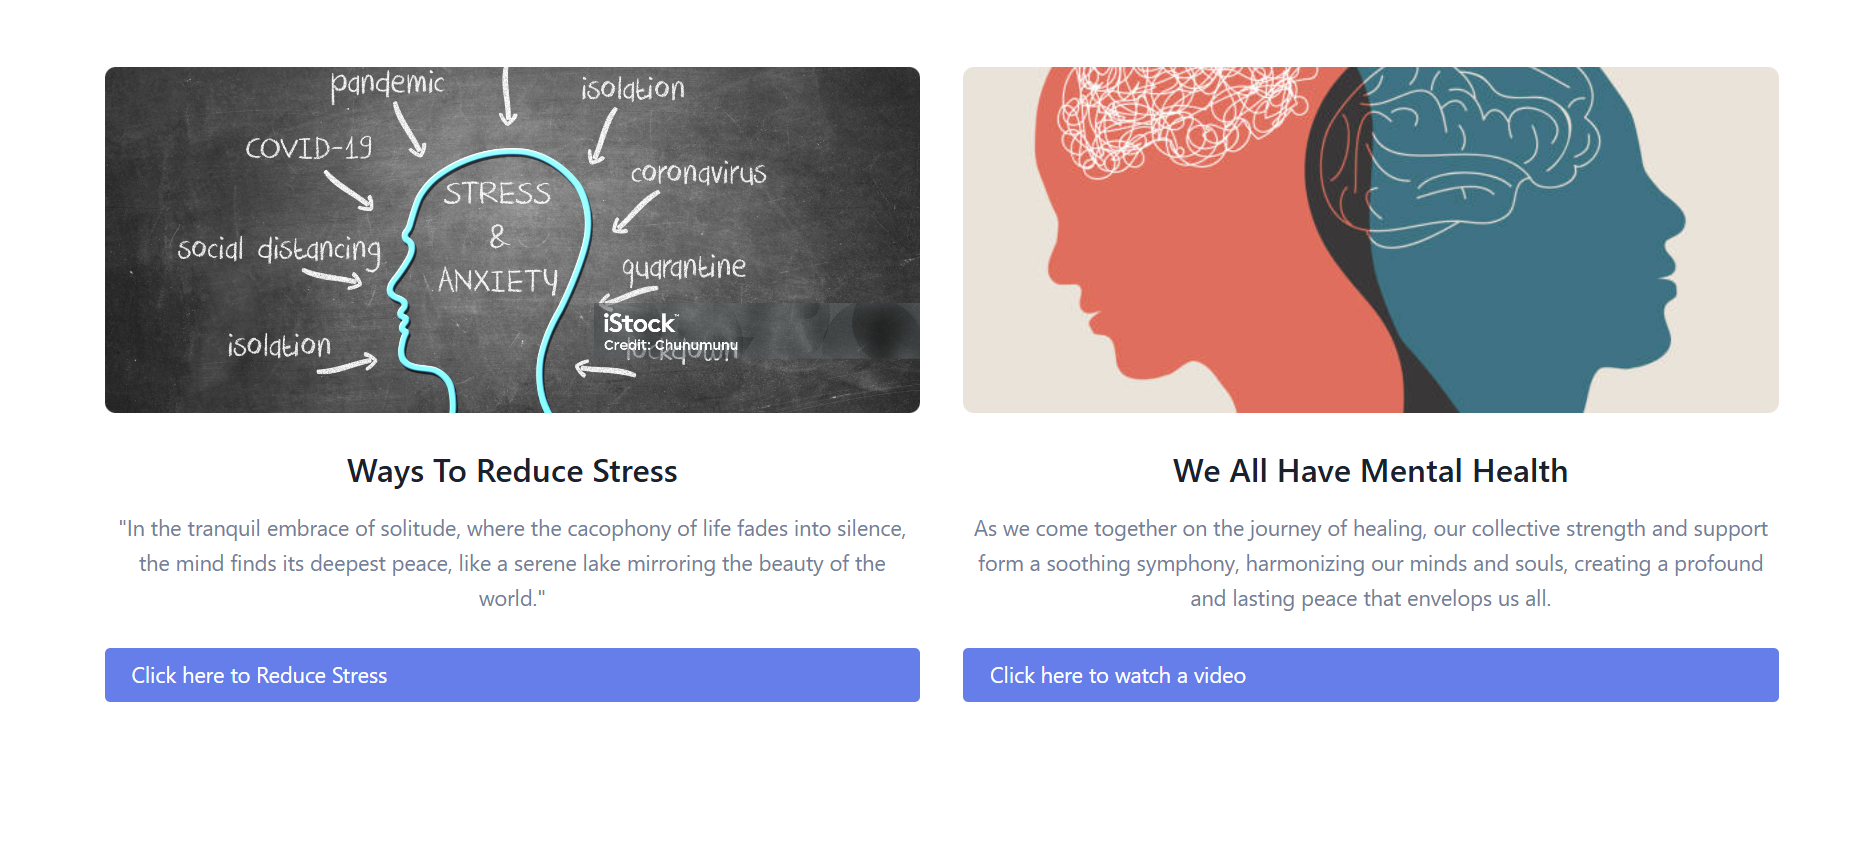 pandemic
isolation
COVID-19
coronavirus
STRESS
&
ANXIETY
social distancing
quarantine
iStock™
Credit: Chuhumunu
isolation
lockdown
Ways To Reduce Stress
"In the tranquil embrace of solitude, where the cacophony of life fades into silence,
the mind finds its deepest peace, like a serene lake mirroring the beauty of the
world."
Click here to Reduce Stress
We All Have Mental Health
As we come together on the journey of healing, our collective strength and support
form a soothing symphony, harmonizing our minds and souls, creating a profound
and lasting peace that envelops us all.
Click here to watch a video